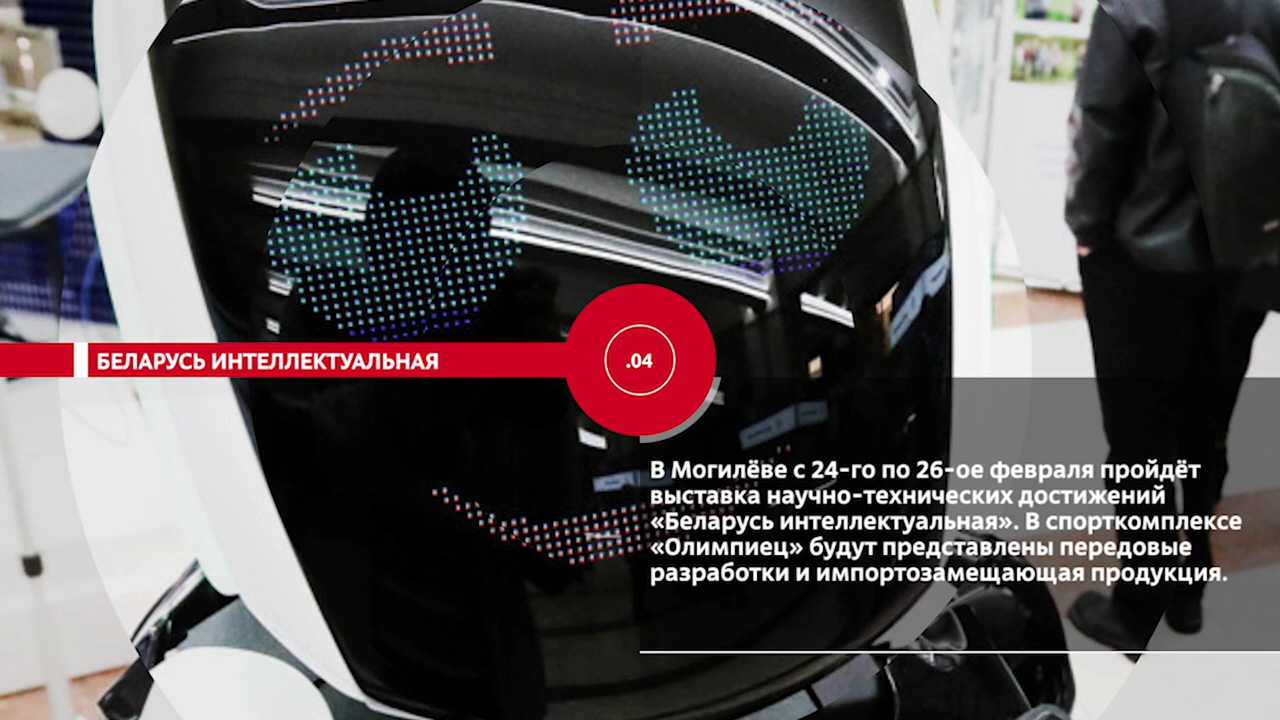 БЕЛАРУСЬ ИНТЕЛЛЕКТУАЛЬНАЯ
.04
В Могилёве с 24-го по 26-ое февраля пройдёт
выставка научно-технических достижений
«Беларусь интеллектуальная». В спорткомплексе
«Олимпиец» будут представлены передовые
разработки и импортозамещающая продукция.